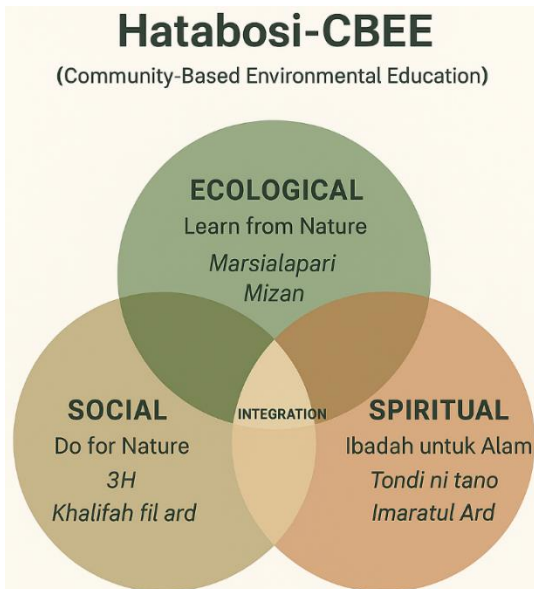 Hatabosi-CBEE
(Community-Based Environmental Education)
ECOLOGICAL
Learn from Nature
Marsialapari
Mizan
INTEGRATION
SOCIAL
Do for Nature
3H
Khalifah fil ard
SPIRITUAL
Ibadah untuk Alam
Tondi ni tano
Imaratul Ard